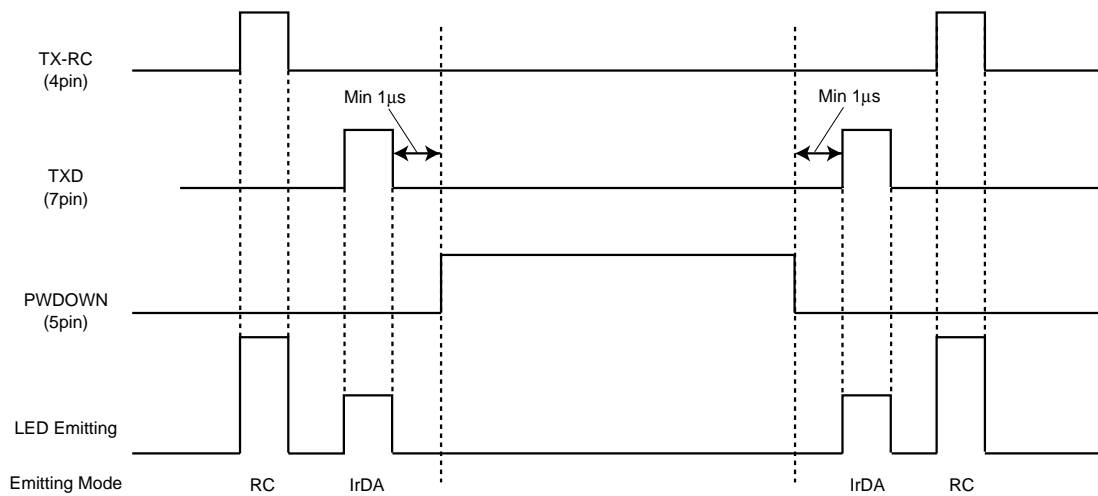 TX-RC
(4pin)
Min 1μs
Min 1μs
TXD
(7pin)
PWDOWN
(5pin)
LED Emitting
Emitting Mode
RC
IrDA
IrDA
RC